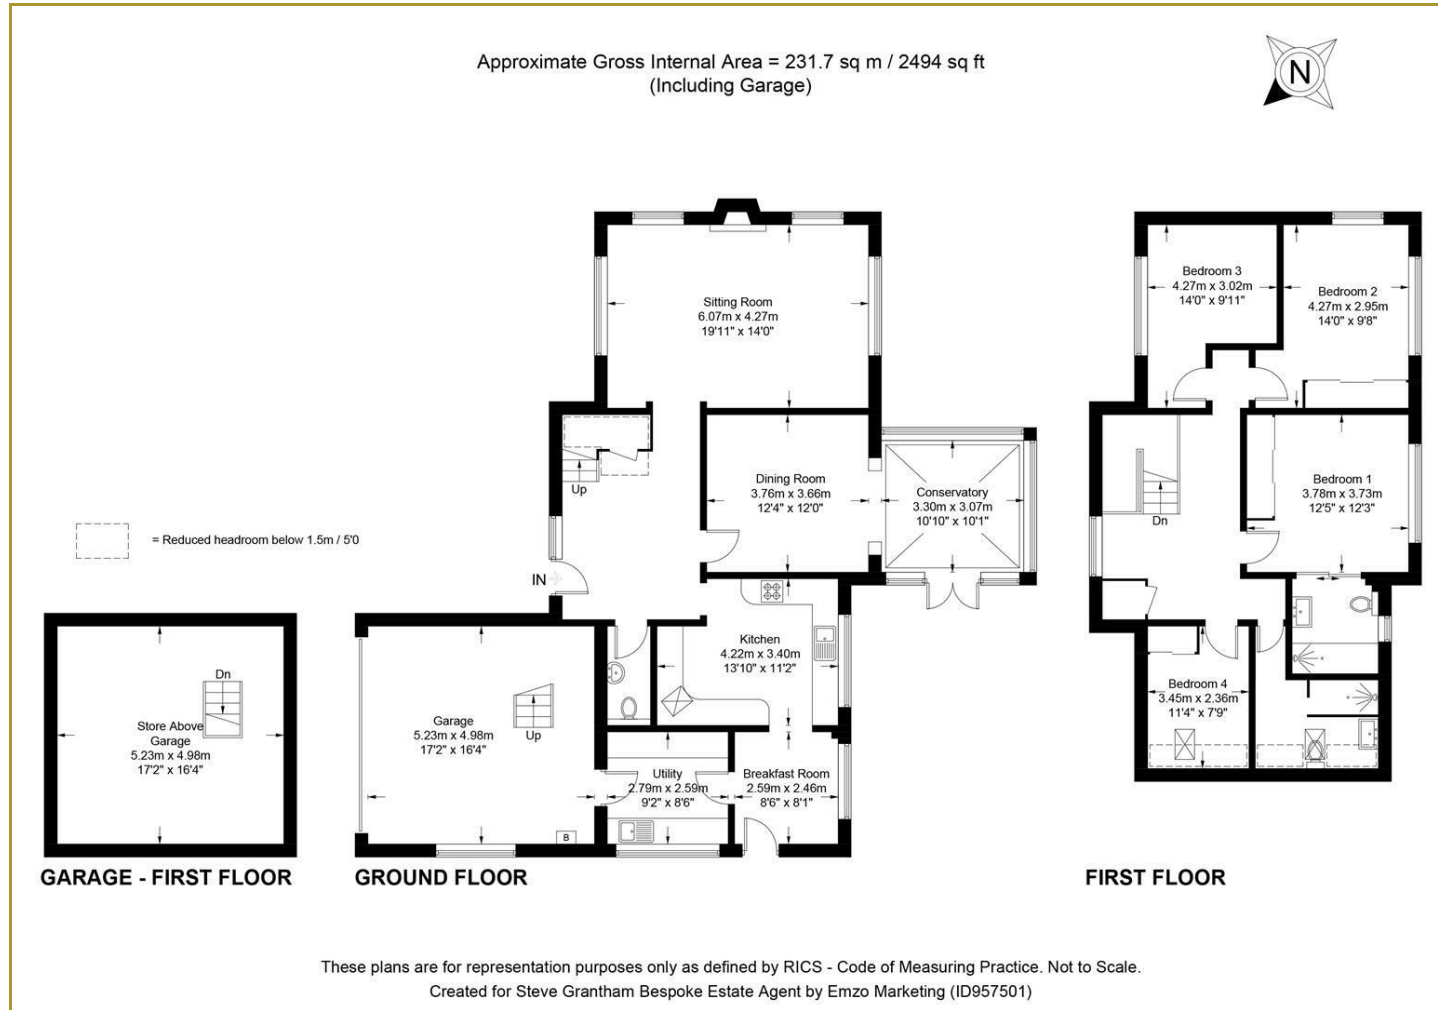 Approximate Gross Internal Area = 231.7 sq m / 2494 sq ft
(Including Garage)
N
Sitting Room
6.07m x 4.27m
19'11" x 14'0"
Bedroom 3
4.27m x 3.02m
14'0" x 9'11"
Bedroom 2
4.27m x 2.95m
14'0" x 9'8"
Up
Dining Room
3.76m x 3.66m
12'4" x 12'0"
Conservatory
3.30m x 3.07m
10'10" x 10'1"
Dn
Bedroom 1
3.78m x 3.73m
12'5" x 12'3"
= Reduced headroom below 1.5m / 5'0
IN
Kitchen
4.22m x 3.40m
13'10" x 11'2"
Dn
Store Above
Garage
5.23m x 4.98m
17'2" x 16'4"
Garage
5.23m x 4.98m
17'2" x 16'4"
Up
Bedroom 4
3.45m x 2.36m
11'4" x 7'9"
Utility
2.79m x 2.59m
9'2" x 8'6"
Breakfast Room
2.59m x 2.46m
8'6" x 8'1"
B
GARAGE - FIRST FLOOR
GROUND FLOOR
FIRST FLOOR
These plans are for representation purposes only as defined by RICS - Code of Measuring Practice. Not to Scale.
Created for Steve Grantham Bespoke Estate Agent by Emzo Marketing (ID957501)